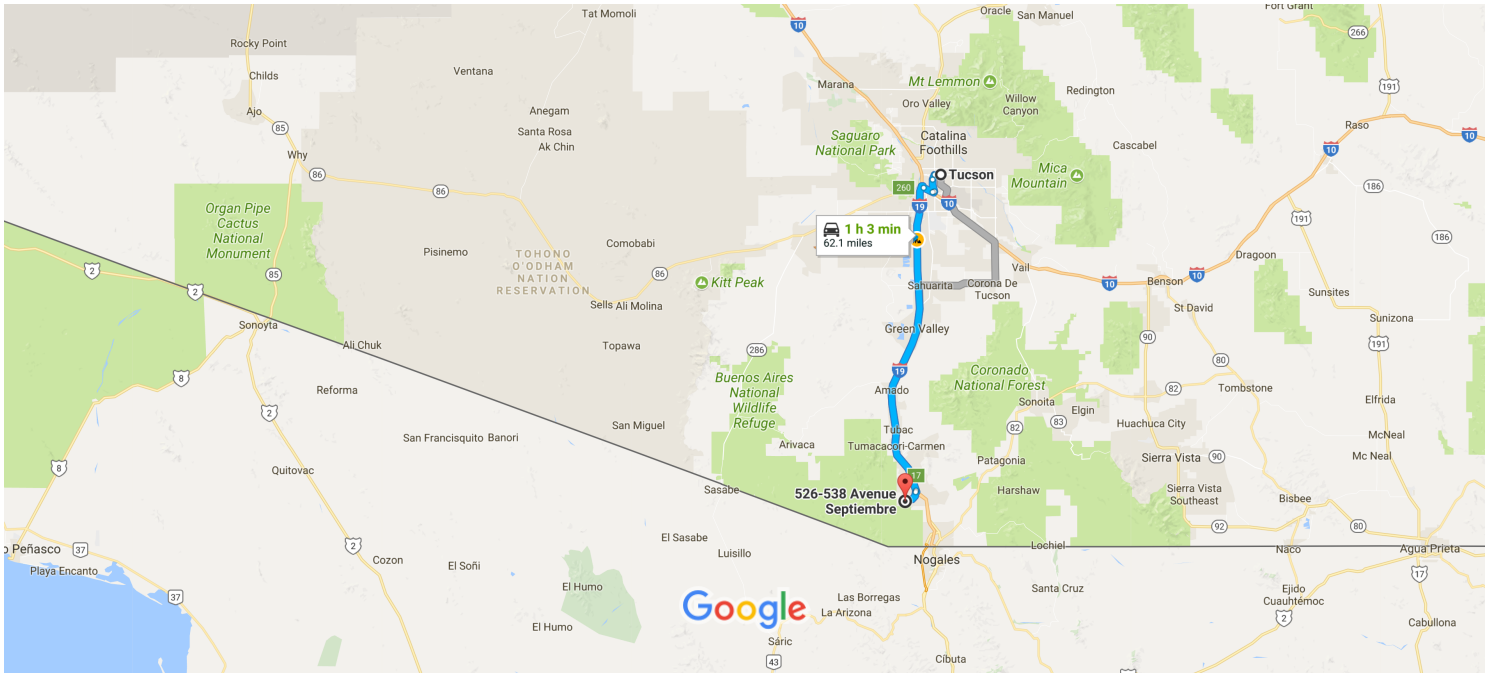 Tat Momoli
10
Oracle
San Manuel
Fort Grant
266
Rocky Point
Childs
Ventana
Marana
Mt Lemmon
Oro Valley
Willow
Canyon
Redington
191
Ajo
85
Anegam
Santa Rosa
Ak Chin
Saguaro
National Park
Catalina
Foothills
Raso
10
10
Cascabel
Why
86
86
260
Tucson
Mica
Mountain
186
19
10
191
186
Organ Pipe
Cactus
National
Monument
Pisinemo
Comobabi
TOHONO
O'ODHAM
NATION
RESERVATION
1 h 3 min
62.1 miles
Dragoon
2
85
86
Kitt Peak
Vail
Sahuarita
Corona De
Tucson
10
Benson
10
Sunsites
2
Sells
Ali Molina
St David
Sunizona
Sonoyta
Green Valley
Ali Chuk
Topawa
286
90
191
80
8
Reforma
Buenos Aires
National
Wildlife
Refuge
19
Amado
Coronado
National Forest
Sonoita
82
Tombstone
2
Elgin
83
82
Elfrida
San Miguel
Tubac
Huachuca City
San Francisquito
Banori
Arivaca
Tumacacori-Carmen
McNeal
Mc Neal
8
Quitovac
Patagonia
Sierra Vista
90
17
Sasabe
526-538 Avenue
Septiembre
Harshaw
Sierra Vista
Southeast
Bisbee
92
80
2
El Sasabe
Luisillo
Lochiel
Naco
Agua Prieta
o Peñasco
37
Playa Encanto
Cozon
El Soñi
Nogales
17
37
El Humo
Google
Las Borregas
La Arizona
Santa Cruz
Ejido
Cuauhtémoc
2
Cabullona
El Humo
Sáric
43
Cíbuta